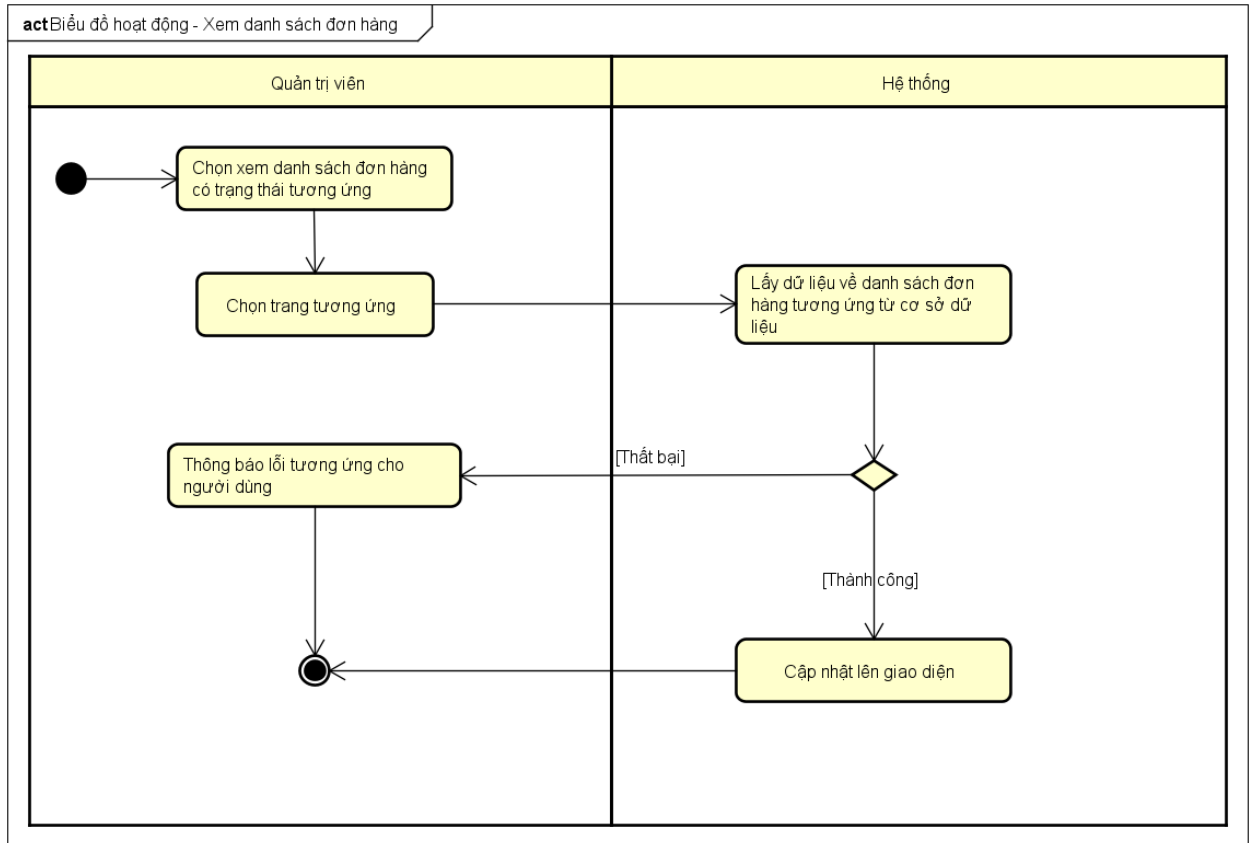 act Biểu đồ hoạt động - Xem danh sách đơn hàng
Quản trị viên
Hệ thống
Chọn xem danh sách đơn hàng
có trạng thái tương ứng
Chọn trang tương ứng
Lấy dữ liệu về danh sách đơn
hàng tương ứng từ cơ sở dữ
liệu
[Thất bại]
Thông báo lỗi tương ứng cho
người dùng
[Thành công]
Cập nhật lên giao diện